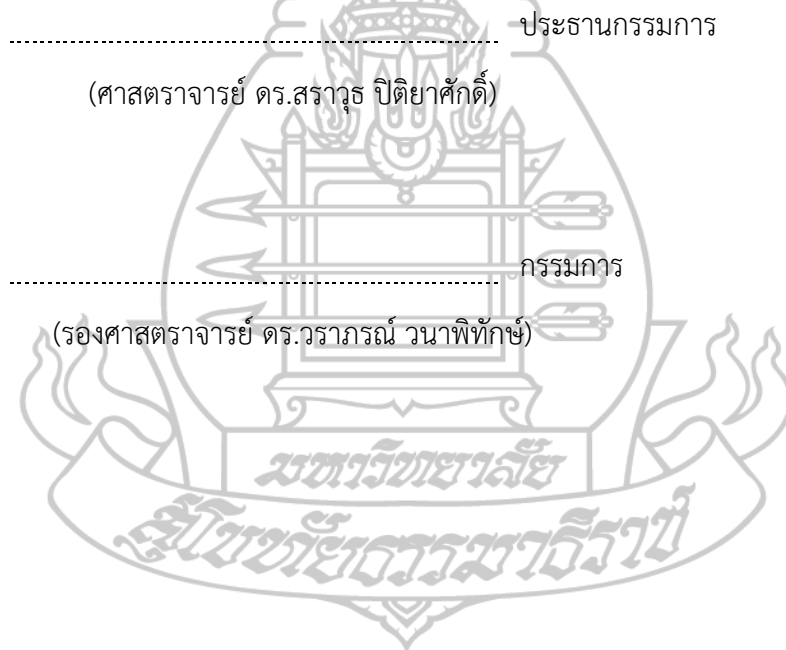 ประธานกรรมการ
(ศาสตราจารย์ ดร.สราวุธ ปิติยาศักดิ์)
กรรมการ
(รองศาสตราจารย์ ดร.วราภรณ์ วนาพิทักษ์)
มหาวิทยาลัย
สุโขทัยธรรมาธิราช